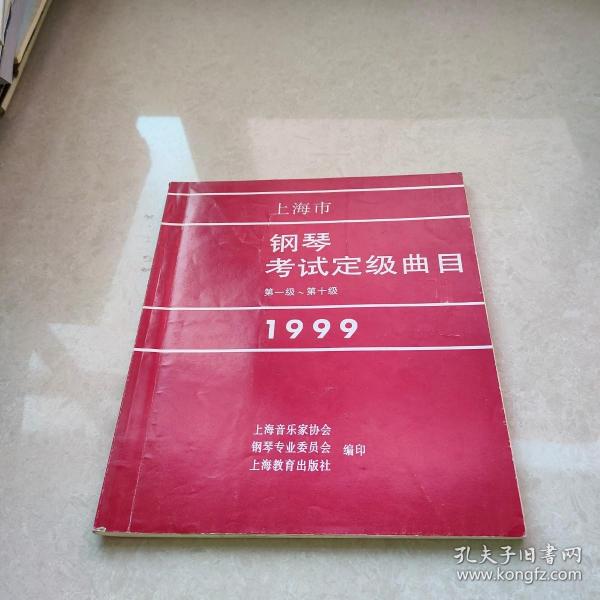 上海市
钢琴
考试定级曲目
第一级~第十级
1999
上海音乐家协会
钢琴专业委员会 编印
上海教育出版社
孔夫子旧书网
www.kongfz.com